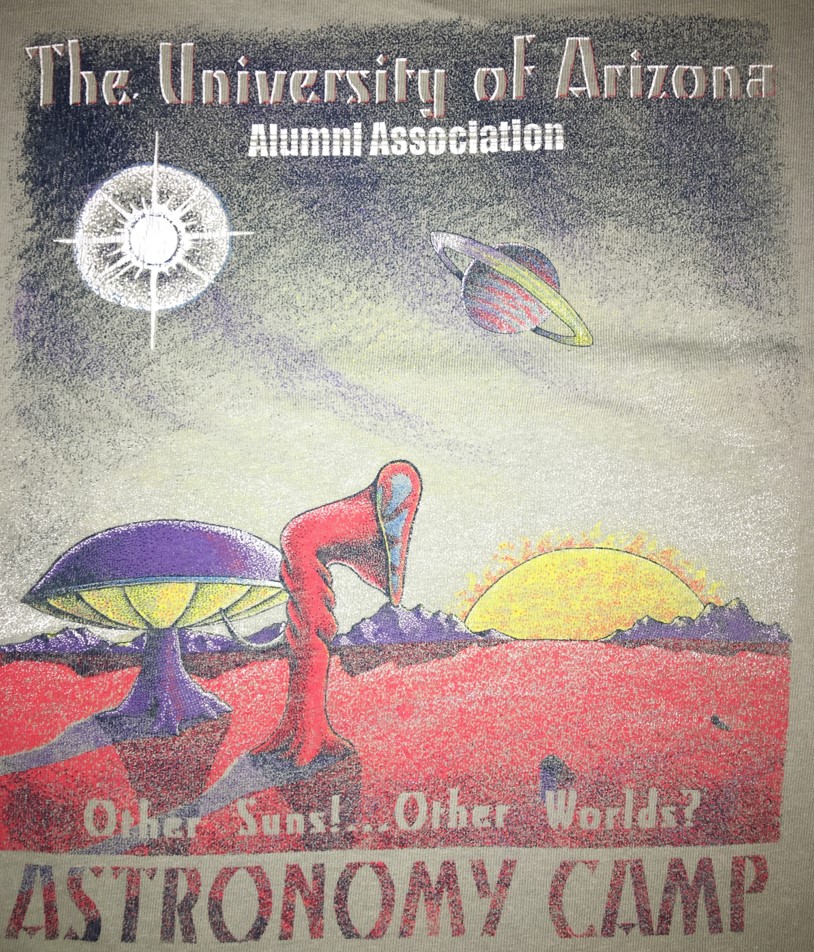 The University of Arizona
Alumni Association
Other Suns!...Other Worlds?
ASTRONOMY CAMP